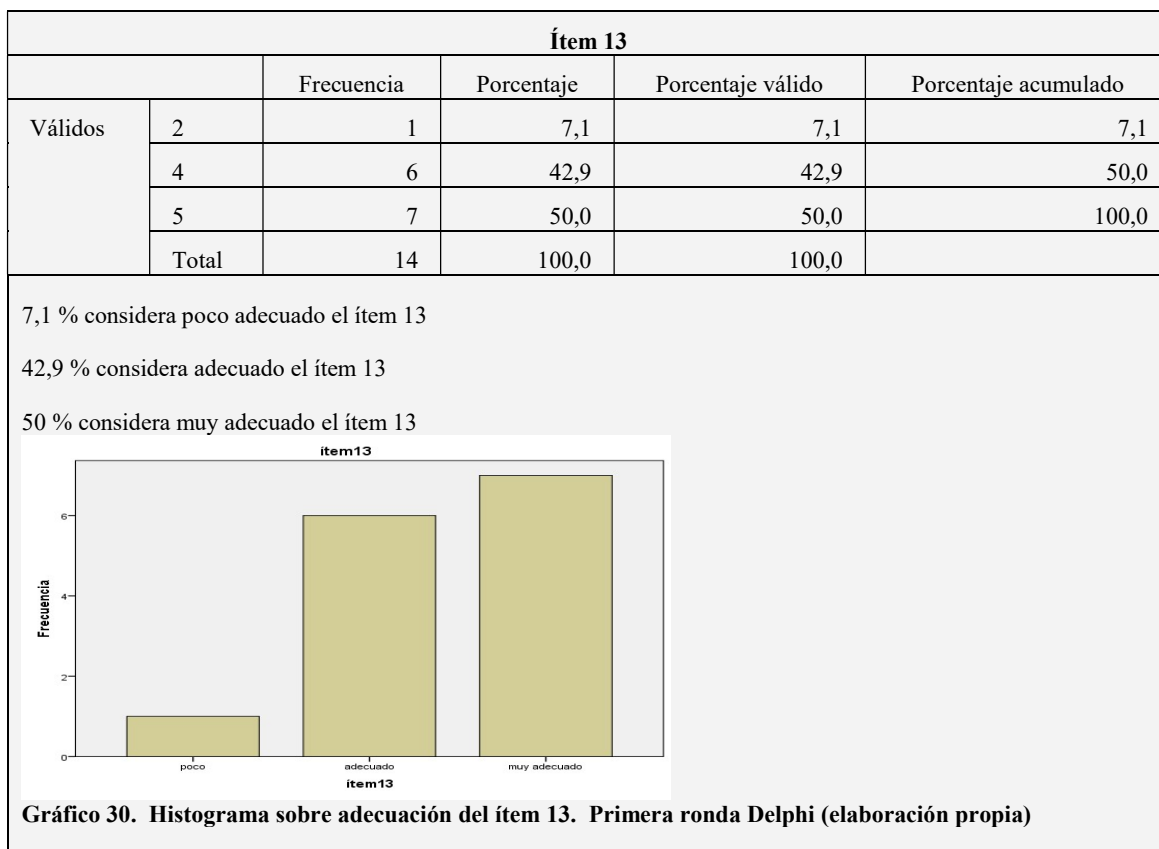 Ítem 13
Frecuencia Porcentaje Porcentaje válido Porcentaje acumulado
Válidos 2 1 7,1 7,1 7,1
4 6 42,9 42,9 50,0
5 7 50,0 50,0 100,0
Total 14 100,0 100,0
7,1 % considera poco adecuado el ítem 13
42,9 % considera adecuado el ítem 13
50 % considera muy adecuado el ítem 13
ítem13
6
4
2
0
Frecuencia
poco adecuado muy adecuado
ítem13
Gráfico 30. Histograma sobre adecuación del ítem 13. Primera ronda Delphi (elaboración propia)